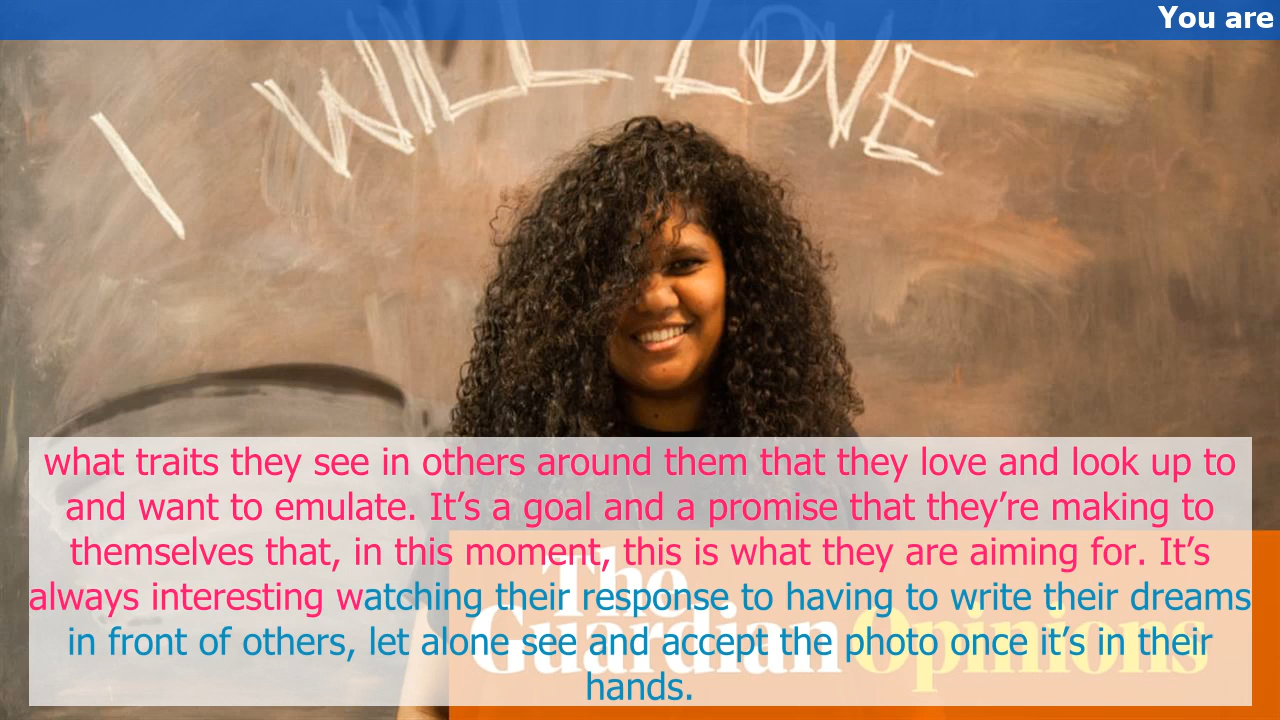 You are
I WILL LOVE
what traits they see in others around them that they love and look up to
and want to emulate. It’s a goal and a promise that they’re making to
themselves that, in this moment, this is what they are aiming for. It’s
always interesting watching their response to having to write their dreams
in front of others, let alone see and accept the photo once it’s in their
hands.
The
Guardian Opinions